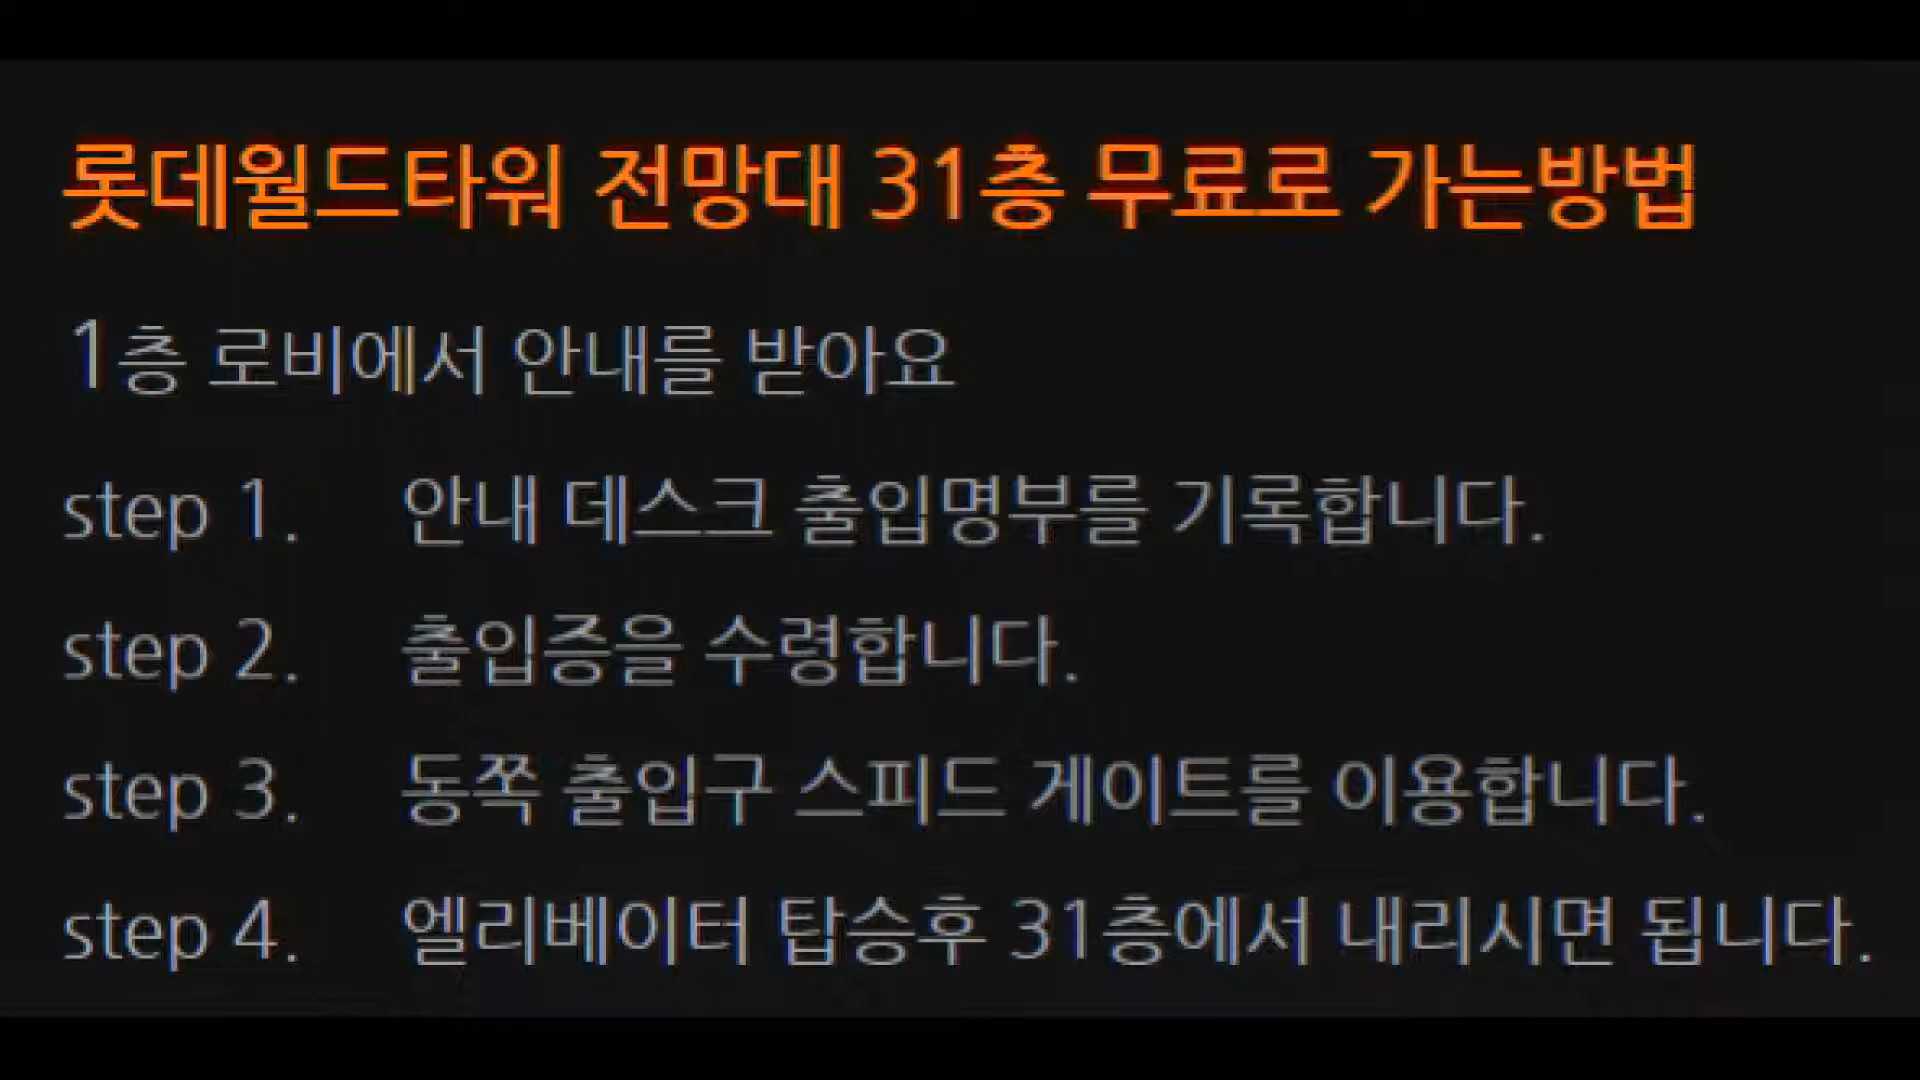 롯데월드타워 전망대 31층 무료로 가는방법
1층 로비에서 안내를 받아요
step 1. 안내 데스크 출입명부를 기록합니다.
step 2. 출입증을 수령합니다.
step 3. 동쪽 출입구 스피드 게이트를 이용합니다.
step 4. 엘리베이터 탑승후 31층에서 내리시면 됩니다.